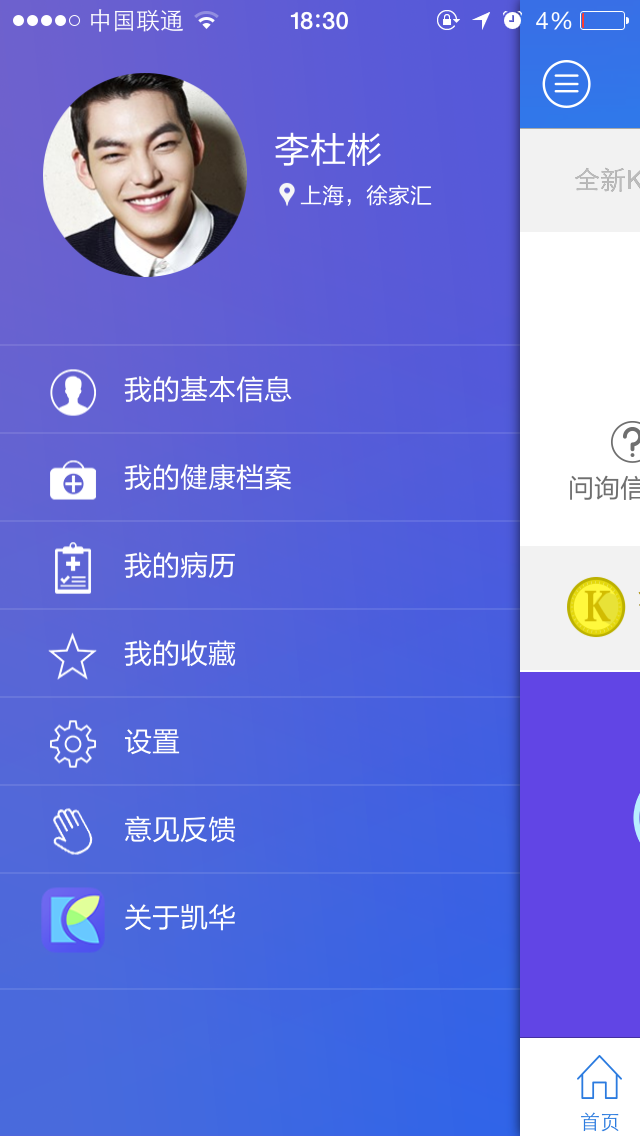 中国联通 18:30 4%
李杜彬
上海，徐家汇
全新K
我的基本信息
我的健康档案
问询信
我的病历
K
我的收藏
设置
意见反馈
关于凯华
首页